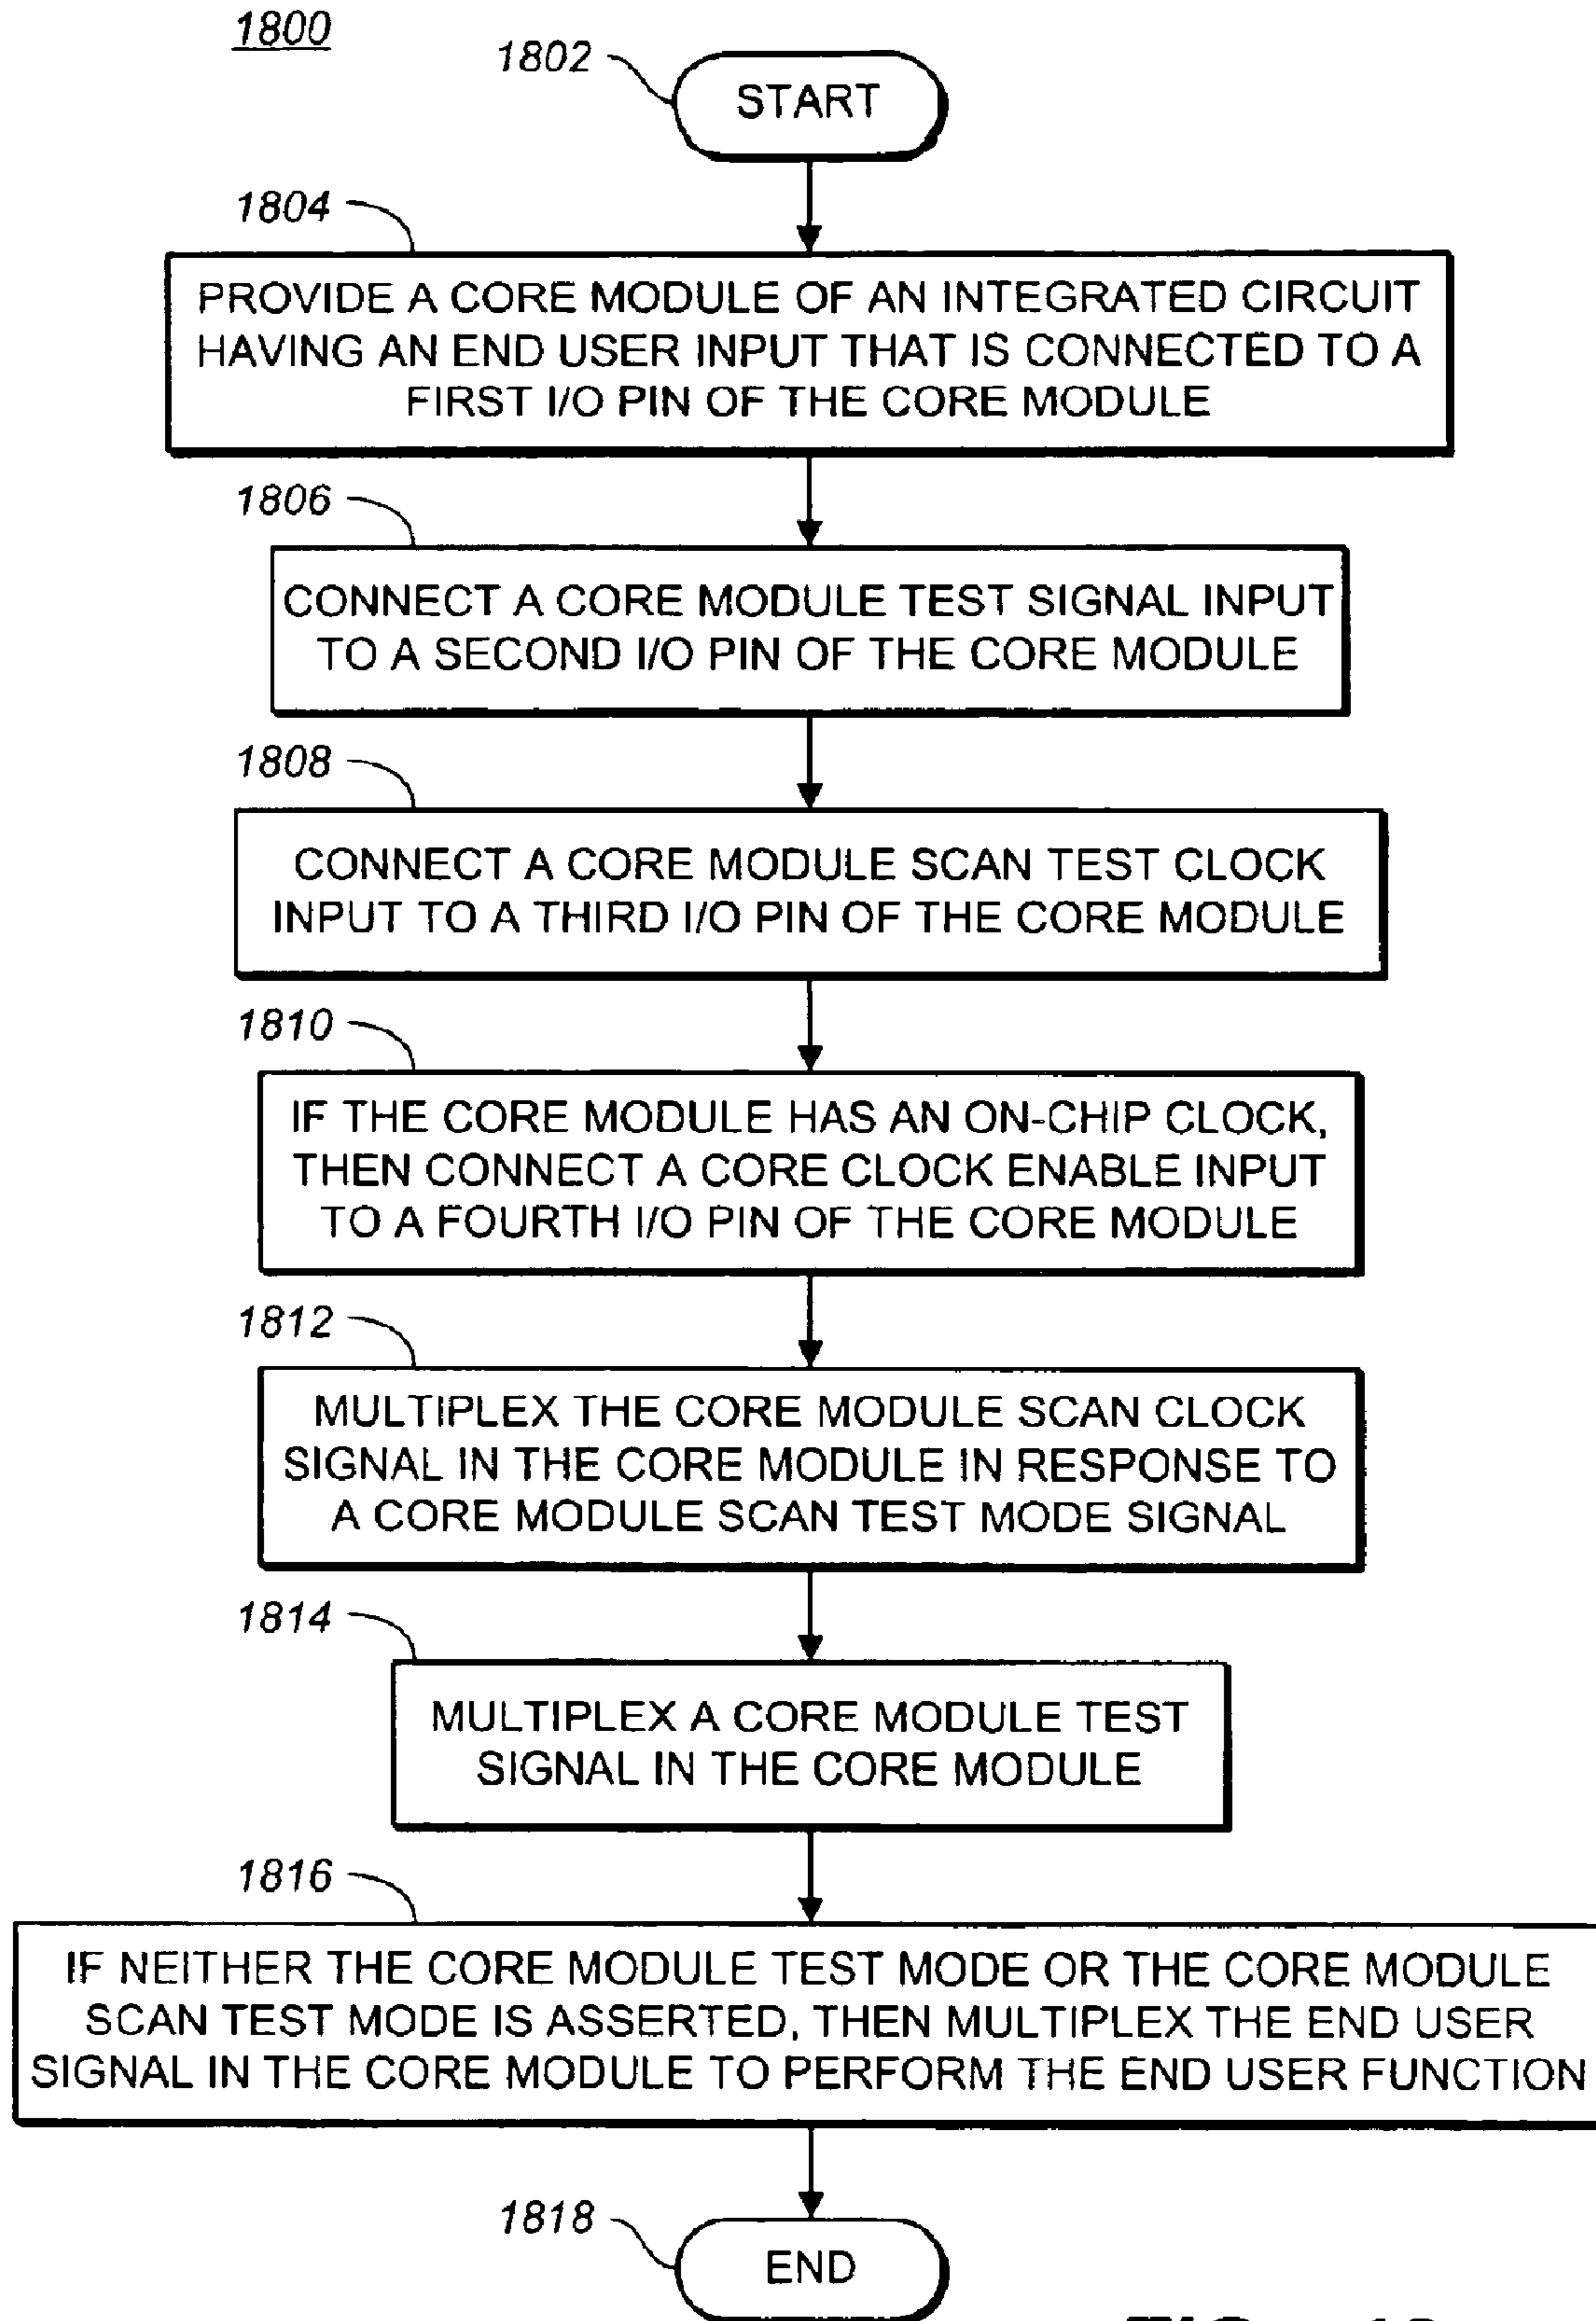 1800
1802
START
1804
PROVIDE A CORE MODULE OF AN INTEGRATED CIRCUIT
HAVING AN END USER INPUT THAT IS CONNECTED TO A
FIRST I/O PIN OF THE CORE MODULE
1806
CONNECT A CORE MODULE TEST SIGNAL INPUT
TO A SECOND I/O PIN OF THE CORE MODULE
1808
CONNECT A CORE MODULE SCAN TEST CLOCK
INPUT TO A THIRD I/O PIN OF THE CORE MODULE
1810
IF THE CORE MODULE HAS AN ON-CHIP CLOCK,
THEN CONNECT A CORE CLOCK ENABLE INPUT
TO A FOURTH I/O PIN OF THE CORE MODULE
1812
MULTIPLEX THE CORE MODULE SCAN CLOCK
SIGNAL IN THE CORE MODULE IN RESPONSE TO
A CORE MODULE SCAN TEST MODE SIGNAL
1814
MULTIPLEX A CORE MODULE TEST
SIGNAL IN THE CORE MODULE
1816
IF NEITHER THE CORE MODULE TEST MODE OR THE CORE MODULE
SCAN TEST MODE IS ASSERTED, THEN MULTIPLEX THE END USER
SIGNAL IN THE CORE MODULE TO PERFORM THE END USER FUNCTION
1818
END